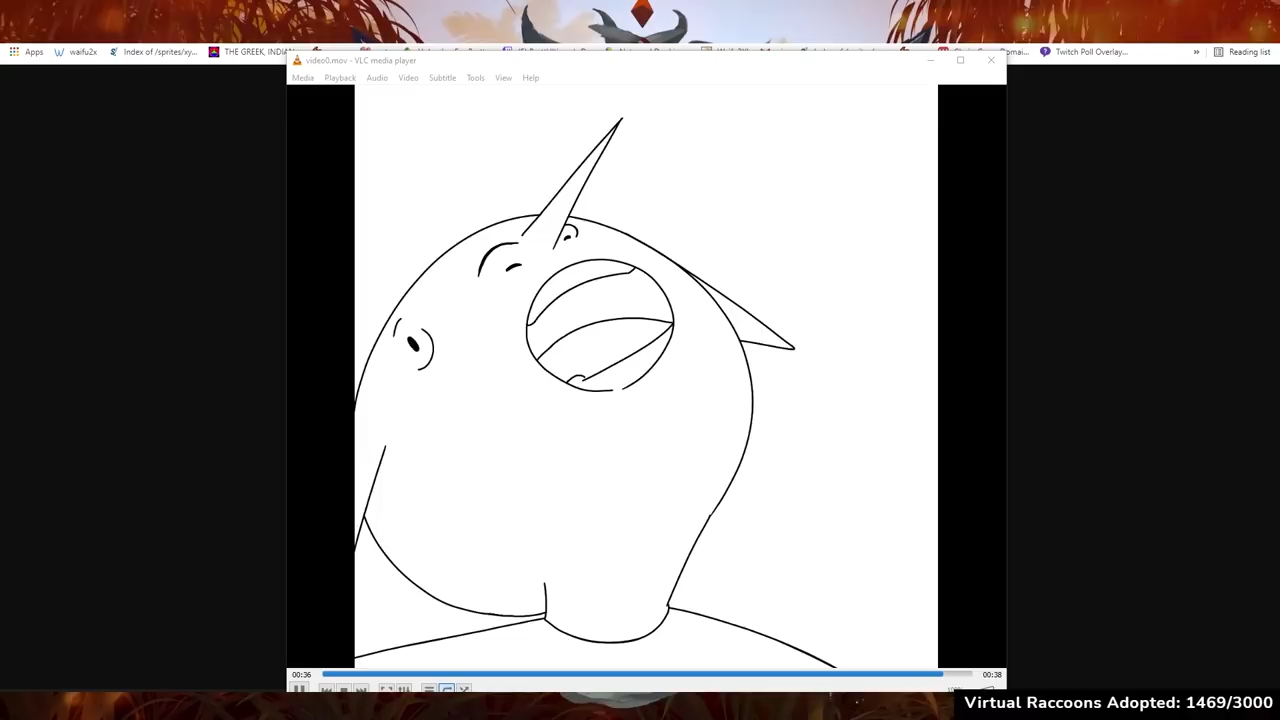 Apps waifu2x Index of /sprites/xy... THE GREEK, INDIAN Twitch Poll Overlay... » Reading list
video0.mov - VLC media player
Media Playback Audio Video Subtitle Tools View Help
00:36 00:38
Virtual Raccoons Adopted: 1469/3000